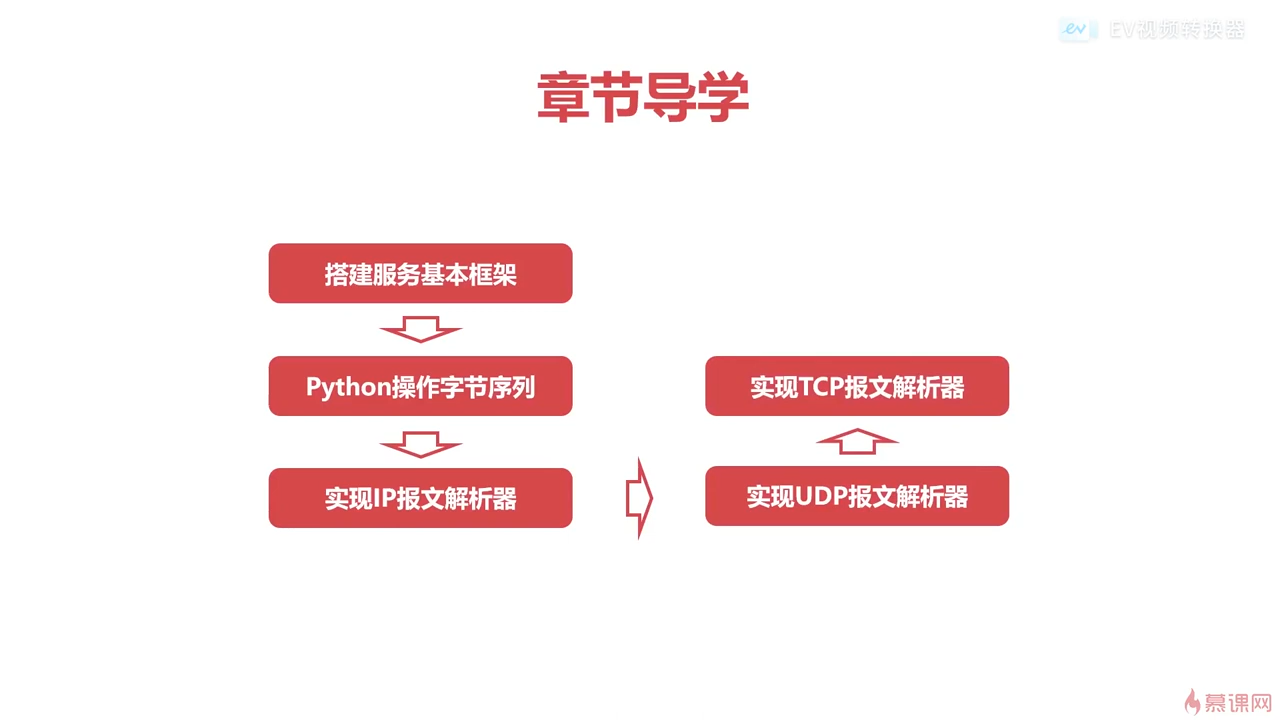 EV视频转换器
章节导学
搭建服务基本框架
Python操作字节序列
实现IP报文解析器
实现UDP报文解析器
实现TCP报文解析器
慕课网